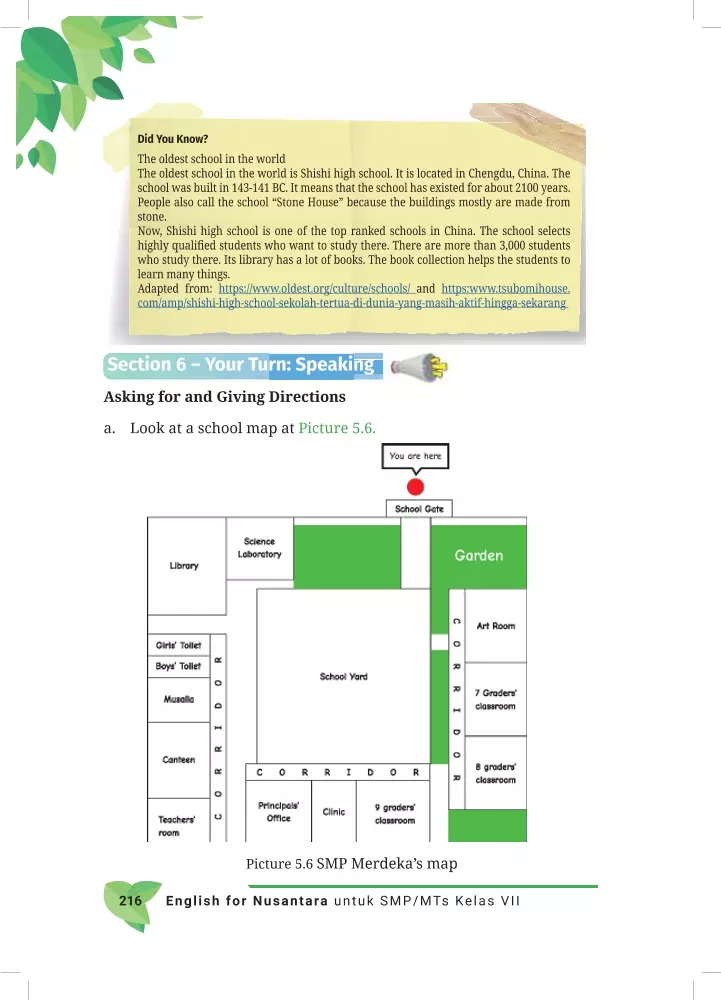 Did You Know?
The oldest school in the world
The oldest school in the world is Shishi high school. It is located in Chengdu, China. The
school was built in 143-141 BC. It means that the school has existed for about 2100 years.
People also call the school “Stone House” because the buildings mostly are made from
stone.
Now, Shishi high school is one of the top ranked schools in China. The school selects
highly qualified students who want to study there. There are more than 3,000 students
who study there. Its library has a lot of books. The book collection helps the students to
learn many things.
Adapted from: https://www.oldest.org/culture/schools/ and https:www.tsubomihouse.
com/amp/shishi-high-school-sekolah-tertua-di-dunia-yang-masih-aktif-hingga-sekarang
Section 6 – Your Turn: Speaking
Asking for and Giving Directions
a. Look at a school map at Picture 5.6.
You are here
School Gate
Library
Science
Laboratory
Garden
Girls' Toilet
Boys' Toilet
Musalla
Canteen
Teachers'
room
CORRIDOR
School Yard
CORRIDOR
Principals'
Office
Clinic
9 graders'
classroom
CORRIDOR
Art Room
7 Graders'
classroom
8 graders'
classroom
Picture 5.6 SMP Merdeka’s map
216 English for Nusantara untuk SMP/MTs Kelas VII